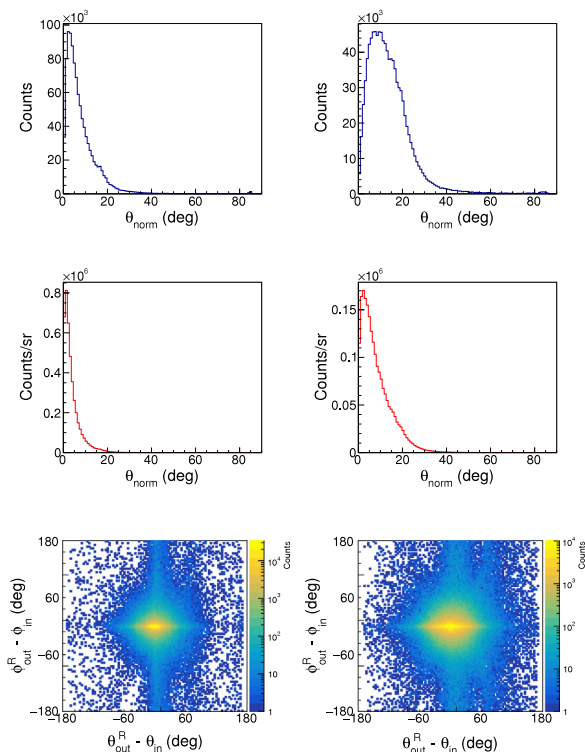 ×10³ ×10³
100
80
60
40
20
0
Counts
0 20 40 60 80
θnorm (deg)
40
30
20
10
0
Counts
0 20 40 60 80
θnorm (deg)
×10⁶ ×10⁶
0.8
0.6
0.4
0.2
0
Counts/sr
0 20 40 60 80
θnorm (deg)
0.15
0.1
0.05
0
Counts/sr
0 20 40 60 80
θnorm (deg)
180
60
−60
−180
ϕᴿout - ϕin (deg)
−180 −60 60 180
θᴿout - θin (deg)
10⁴
10³
10²
10
1
Counts
180
60
−60
−180
ϕᴿout - ϕin (deg)
−180 −60 60 180
θᴿout - θin (deg)
10⁴
10³
10²
10
1
Counts